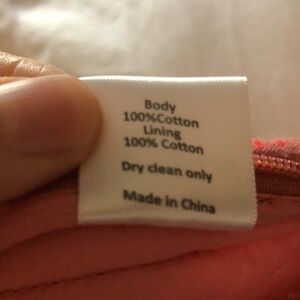 Body
100%Cotton
Lining
100% Cotton
Dry clean only
Made in China